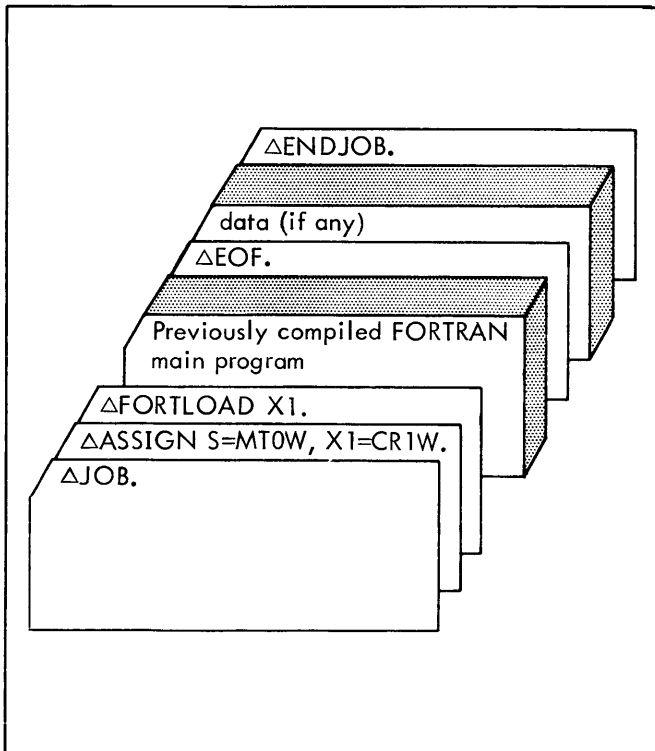 △ENDJOB.
data (if any)
△EOF.
Previously compiled FORTRAN
main program
△FORTLOAD X1.
△ASSIGN S=MT0W, X1=CR1W.
△JOB.